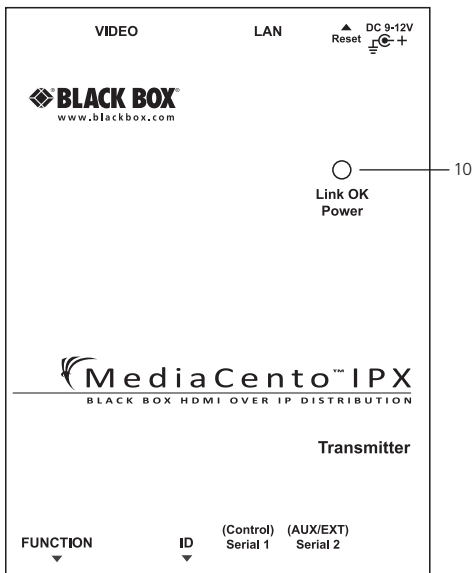 VIDEO LAN Reset DC 9-12V
BLACK BOX®
www.blackbox.com
10
Link OK
Power
MediaCento™ IPX
BLACK BOX HDMI OVER IP DISTRIBUTION
Transmitter
FUNCTION
ID
(Control)
Serial 1
(AUX/EXT)
Serial 2